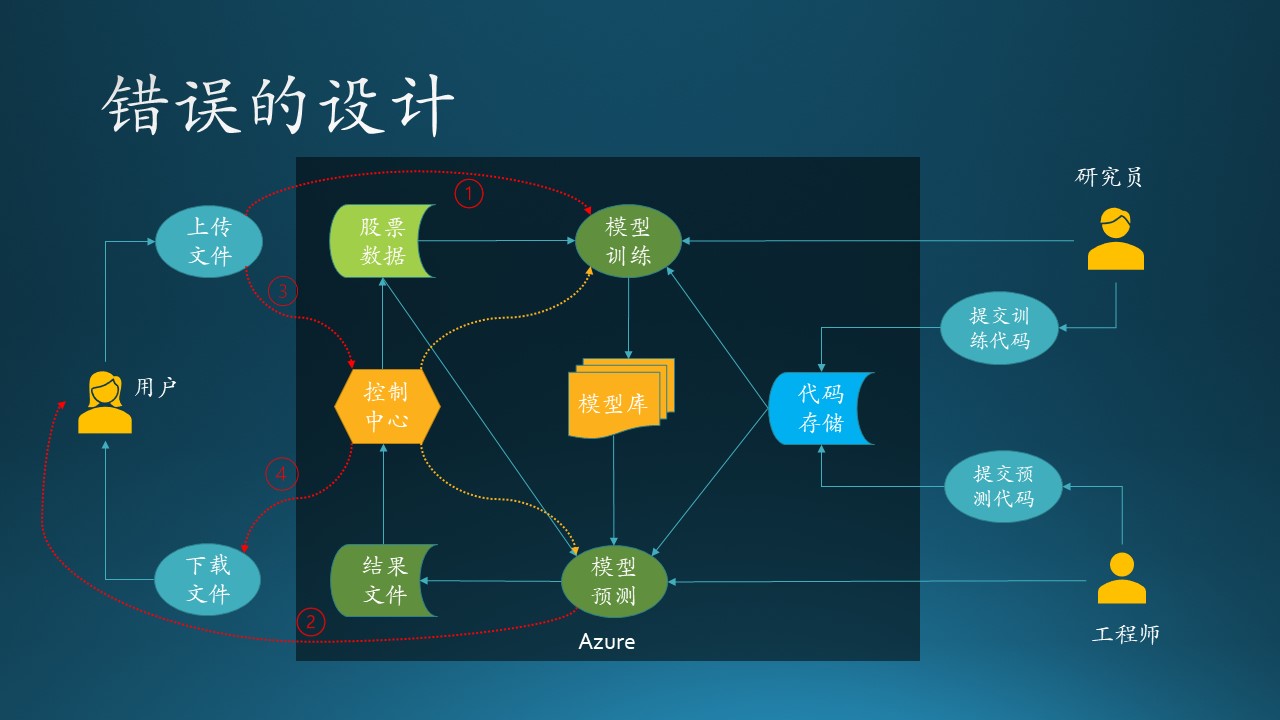 错误的设计
研究员
①
上传
文件
股票
数据
模型
训练
③
提交训
练代码
用户
控制
中心
模型库
代码
存储
④
提交预
测代码
下载
文件
结果
文件
模型
预测
②
Azure
工程师